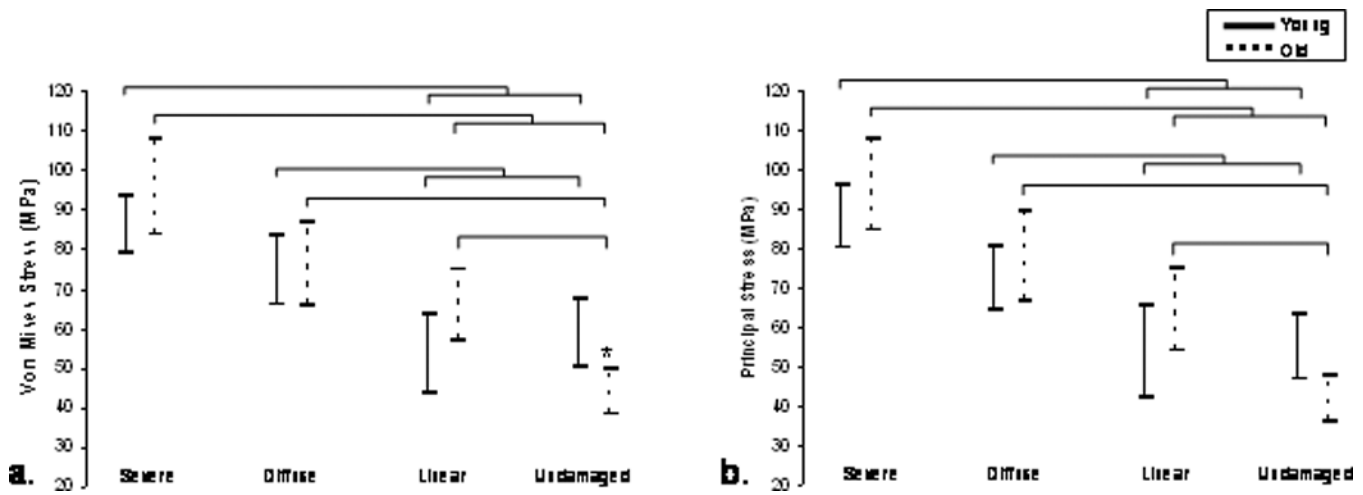 Young
Old
120
110
100
90
80
70
60
50
40
30
20
Von Mises Stress (MPa)
*
a.
Severe
Diffuse
Linear
Undamaged
120
110
100
90
80
70
60
50
40
30
20
Principal Stress (MPa)
b.
Severe
Diffuse
Linear
Undamaged